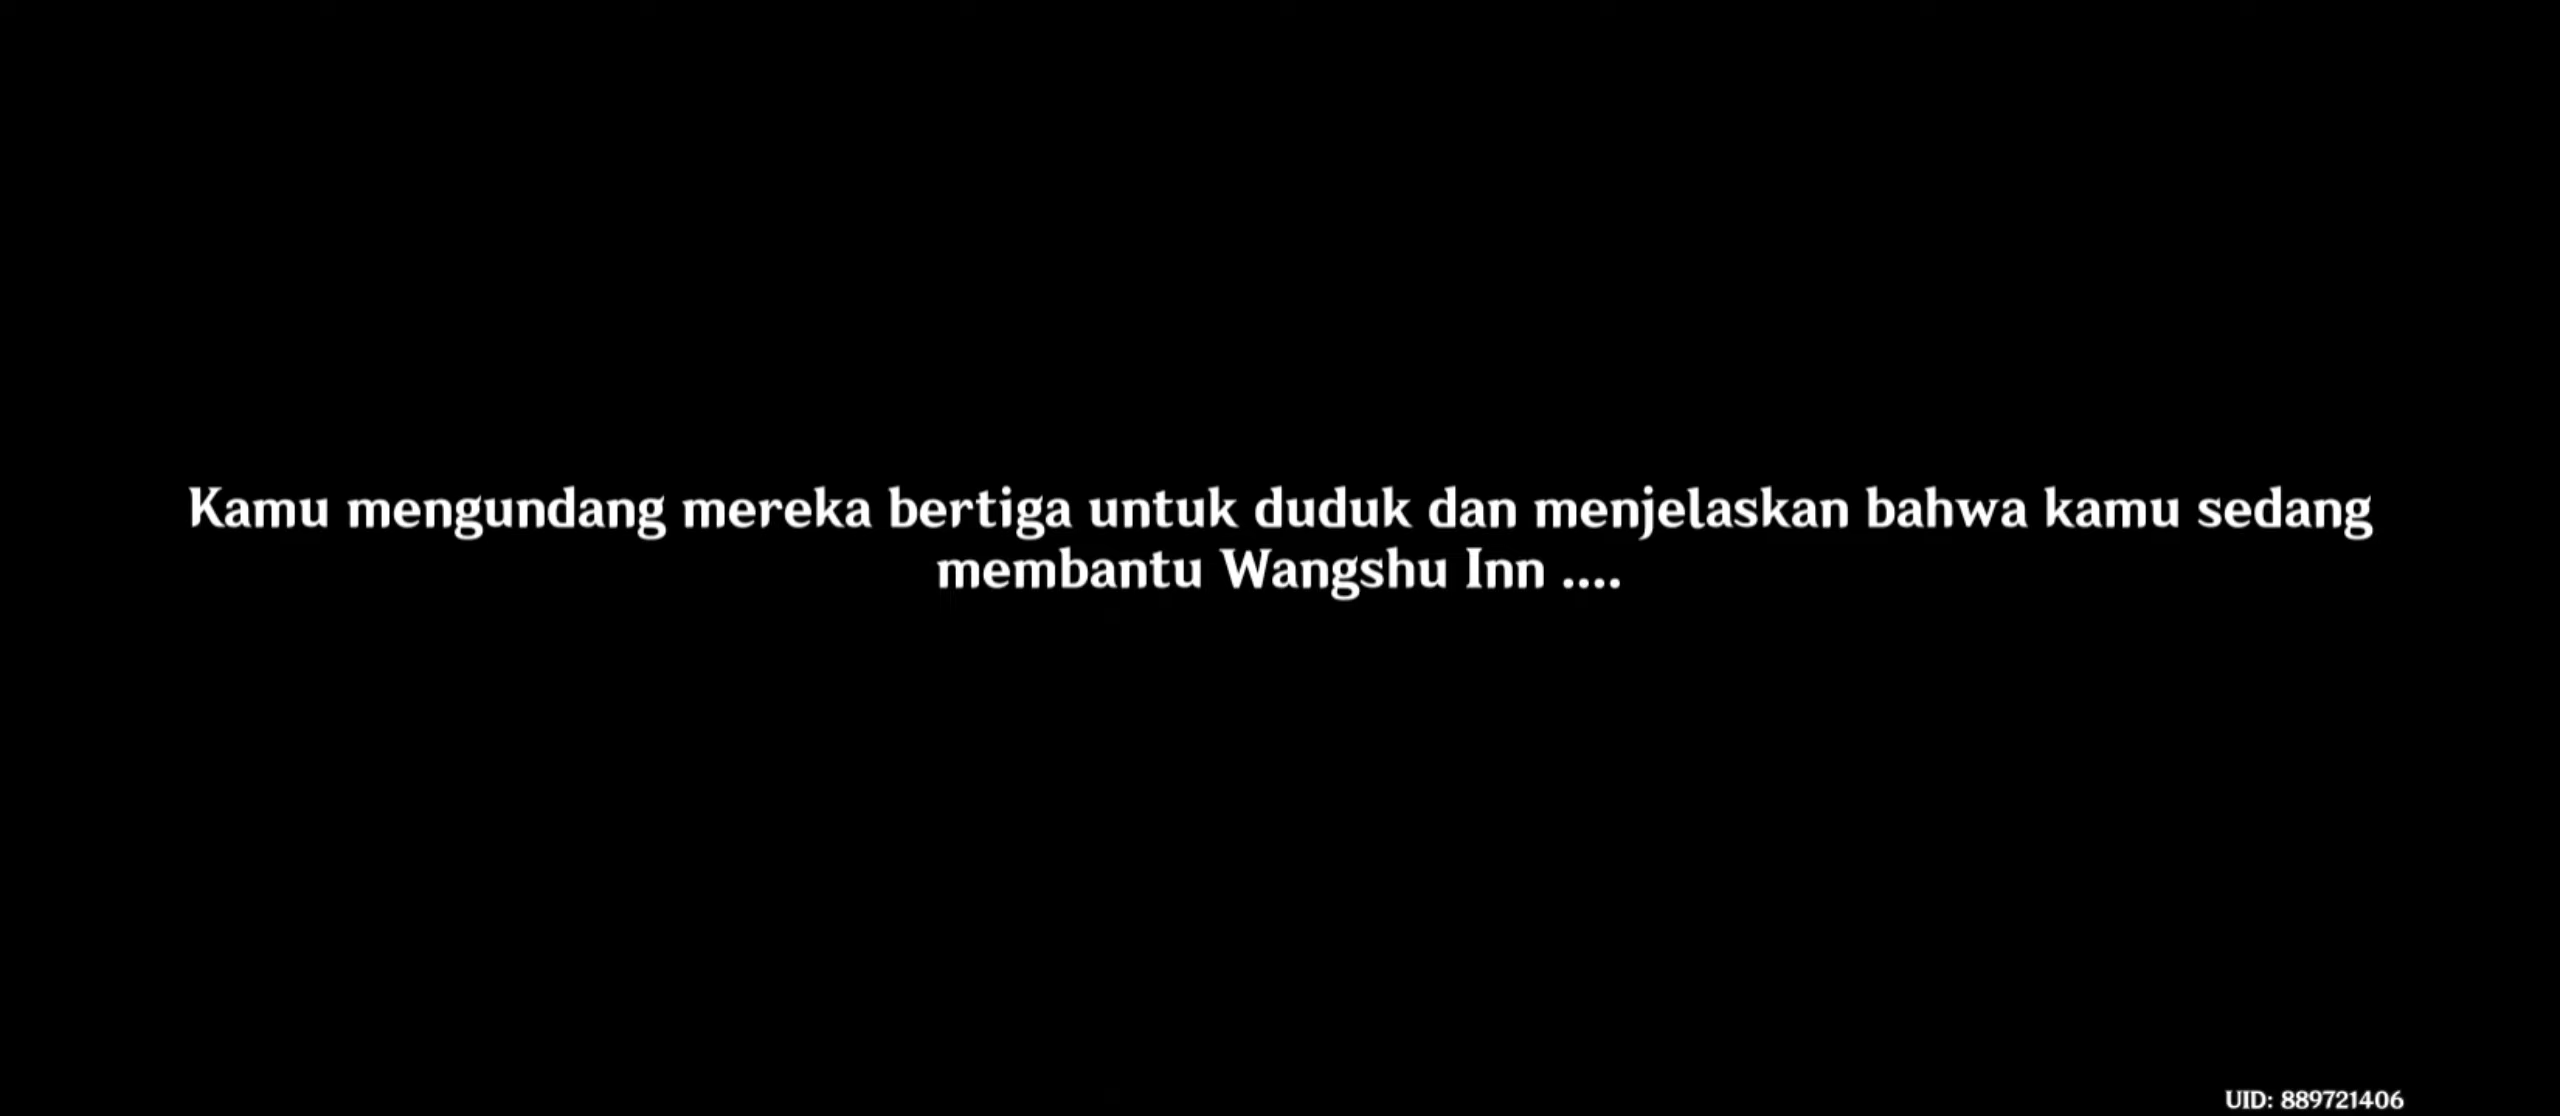 Kamu mengundang mereka bertiga untuk duduk dan menjelaskan bahwa kamu sedang
membantu Wangshu Inn ....
UID: 889721406